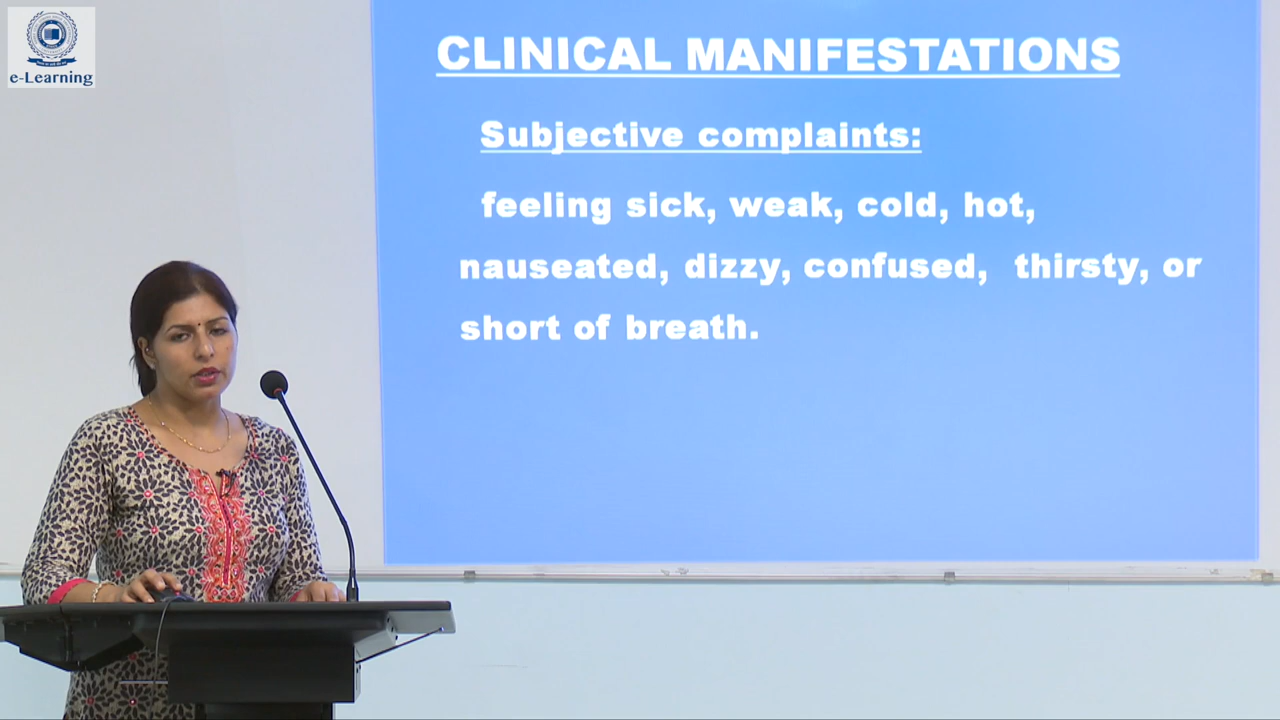 e-Learning
CLINICAL MANIFESTATIONS
Subjective complaints:
feeling sick, weak, cold, hot,
nauseated, dizzy, confused, thirsty, or
short of breath.